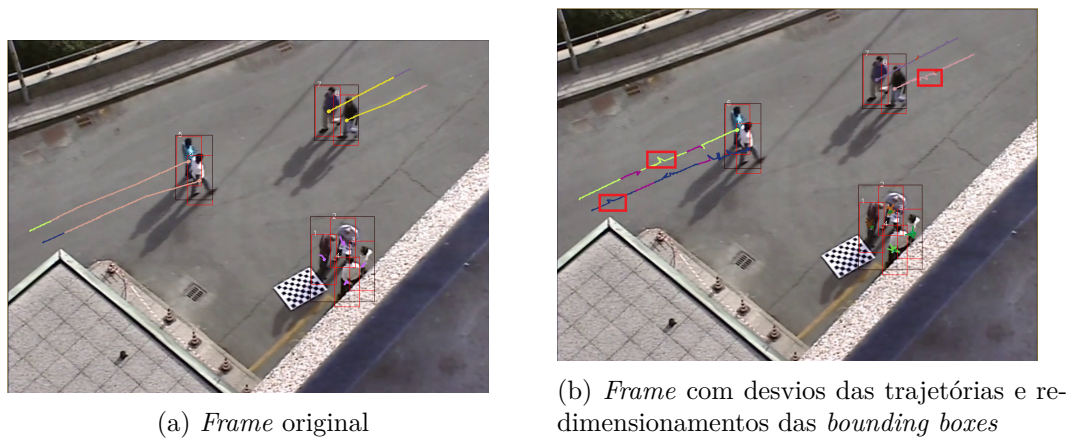 (a) Frame original
(b) Frame com desvios das trajetórias e re-
dimensionamentos das bounding boxes